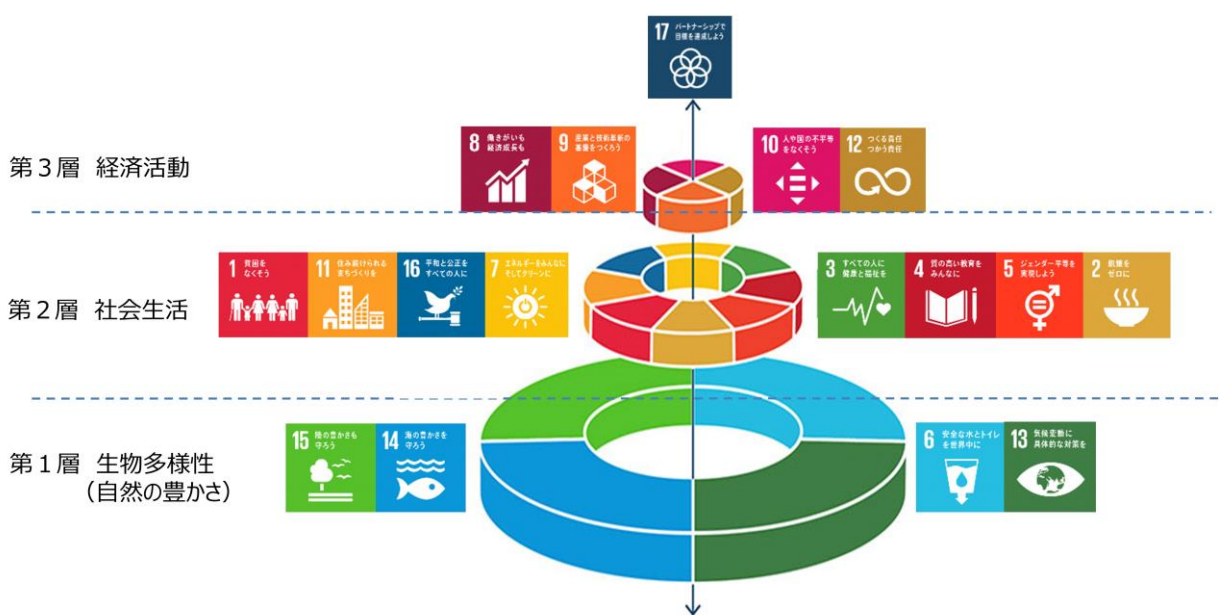 17 パートナーシップで
目標を達成しよう
第3層 経済活動
8 働きがいも
経済成長も
9 産業と技術革新の
基盤をつくろう
10 人や国の不平等
をなくそう
12 つくる責任
つかう責任
第2層 社会生活
1 貧困を
なくそう
11 住み続けられる
まちづくりを
16 平和と公正を
すべての人に
7 エネルギーをみんなに
そしてクリーンに
3 すべての人に
健康と福祉を
4 質の高い教育を
みんなに
5 ジェンダー平等を
実現しよう
2 飢餓を
ゼロに
第1層 生物多様性
(自然の豊かさ)
15 陸の豊かさも
守ろう
14 海の豊かさを
守ろう
6 安全な水とトイレ
を世界中に
13 気候変動に
具体的な対策を